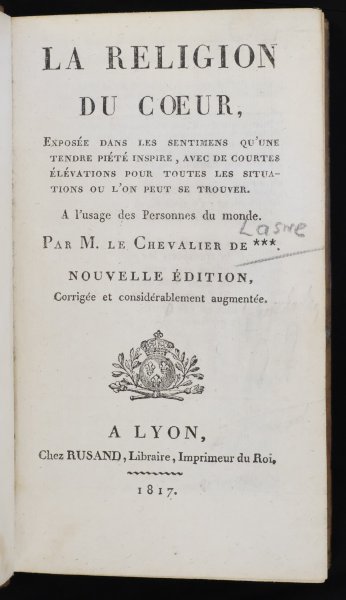 LA RELIGION
DU CŒUR,
EXPOSÉE DANS LES SENTIMENS QU'UNE
TENDRE PIÉTÉ INSPIRE, AVEC DE COURTES
ÉLÉVATIONS POUR TOUTES LES SITUA-
TIONS OU L'ON PEUT SE TROUVER.
A l'usage des Personnes du monde.
Lasne
PAR M. LE CHEVALIER DE ***.
NOUVELLE ÉDITION,
Corrigée et considérablement augmentée.
A LYON,
Chez RUSAND, Libraire, Imprimeur du Roi.
1817.